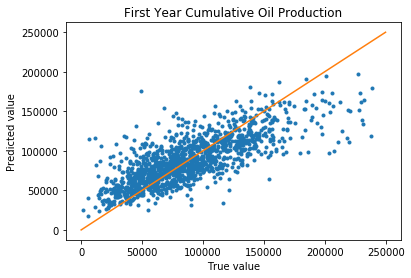 First Year Cumulative Oil Production
Predicted value
250000
200000
150000
100000
50000
0
0 50000 100000 150000 200000 250000
True value